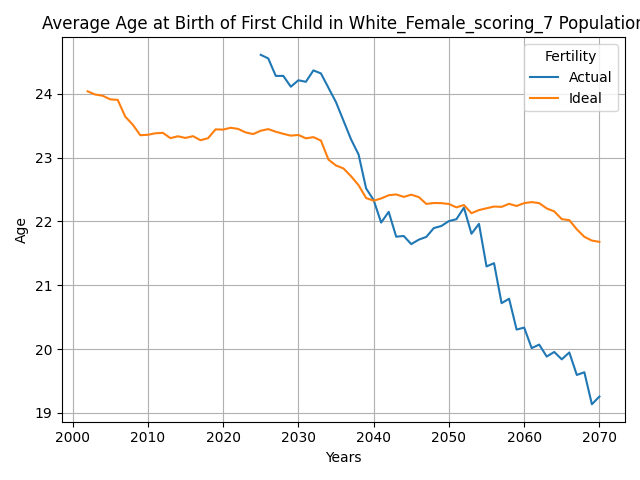 Average Age at Birth of First Child in White_Female_scoring_7 Population
Fertility
Actual
Ideal
Age
24
23
22
21
20
19
2000 2010 2020 2030 2040 2050 2060 2070
Years